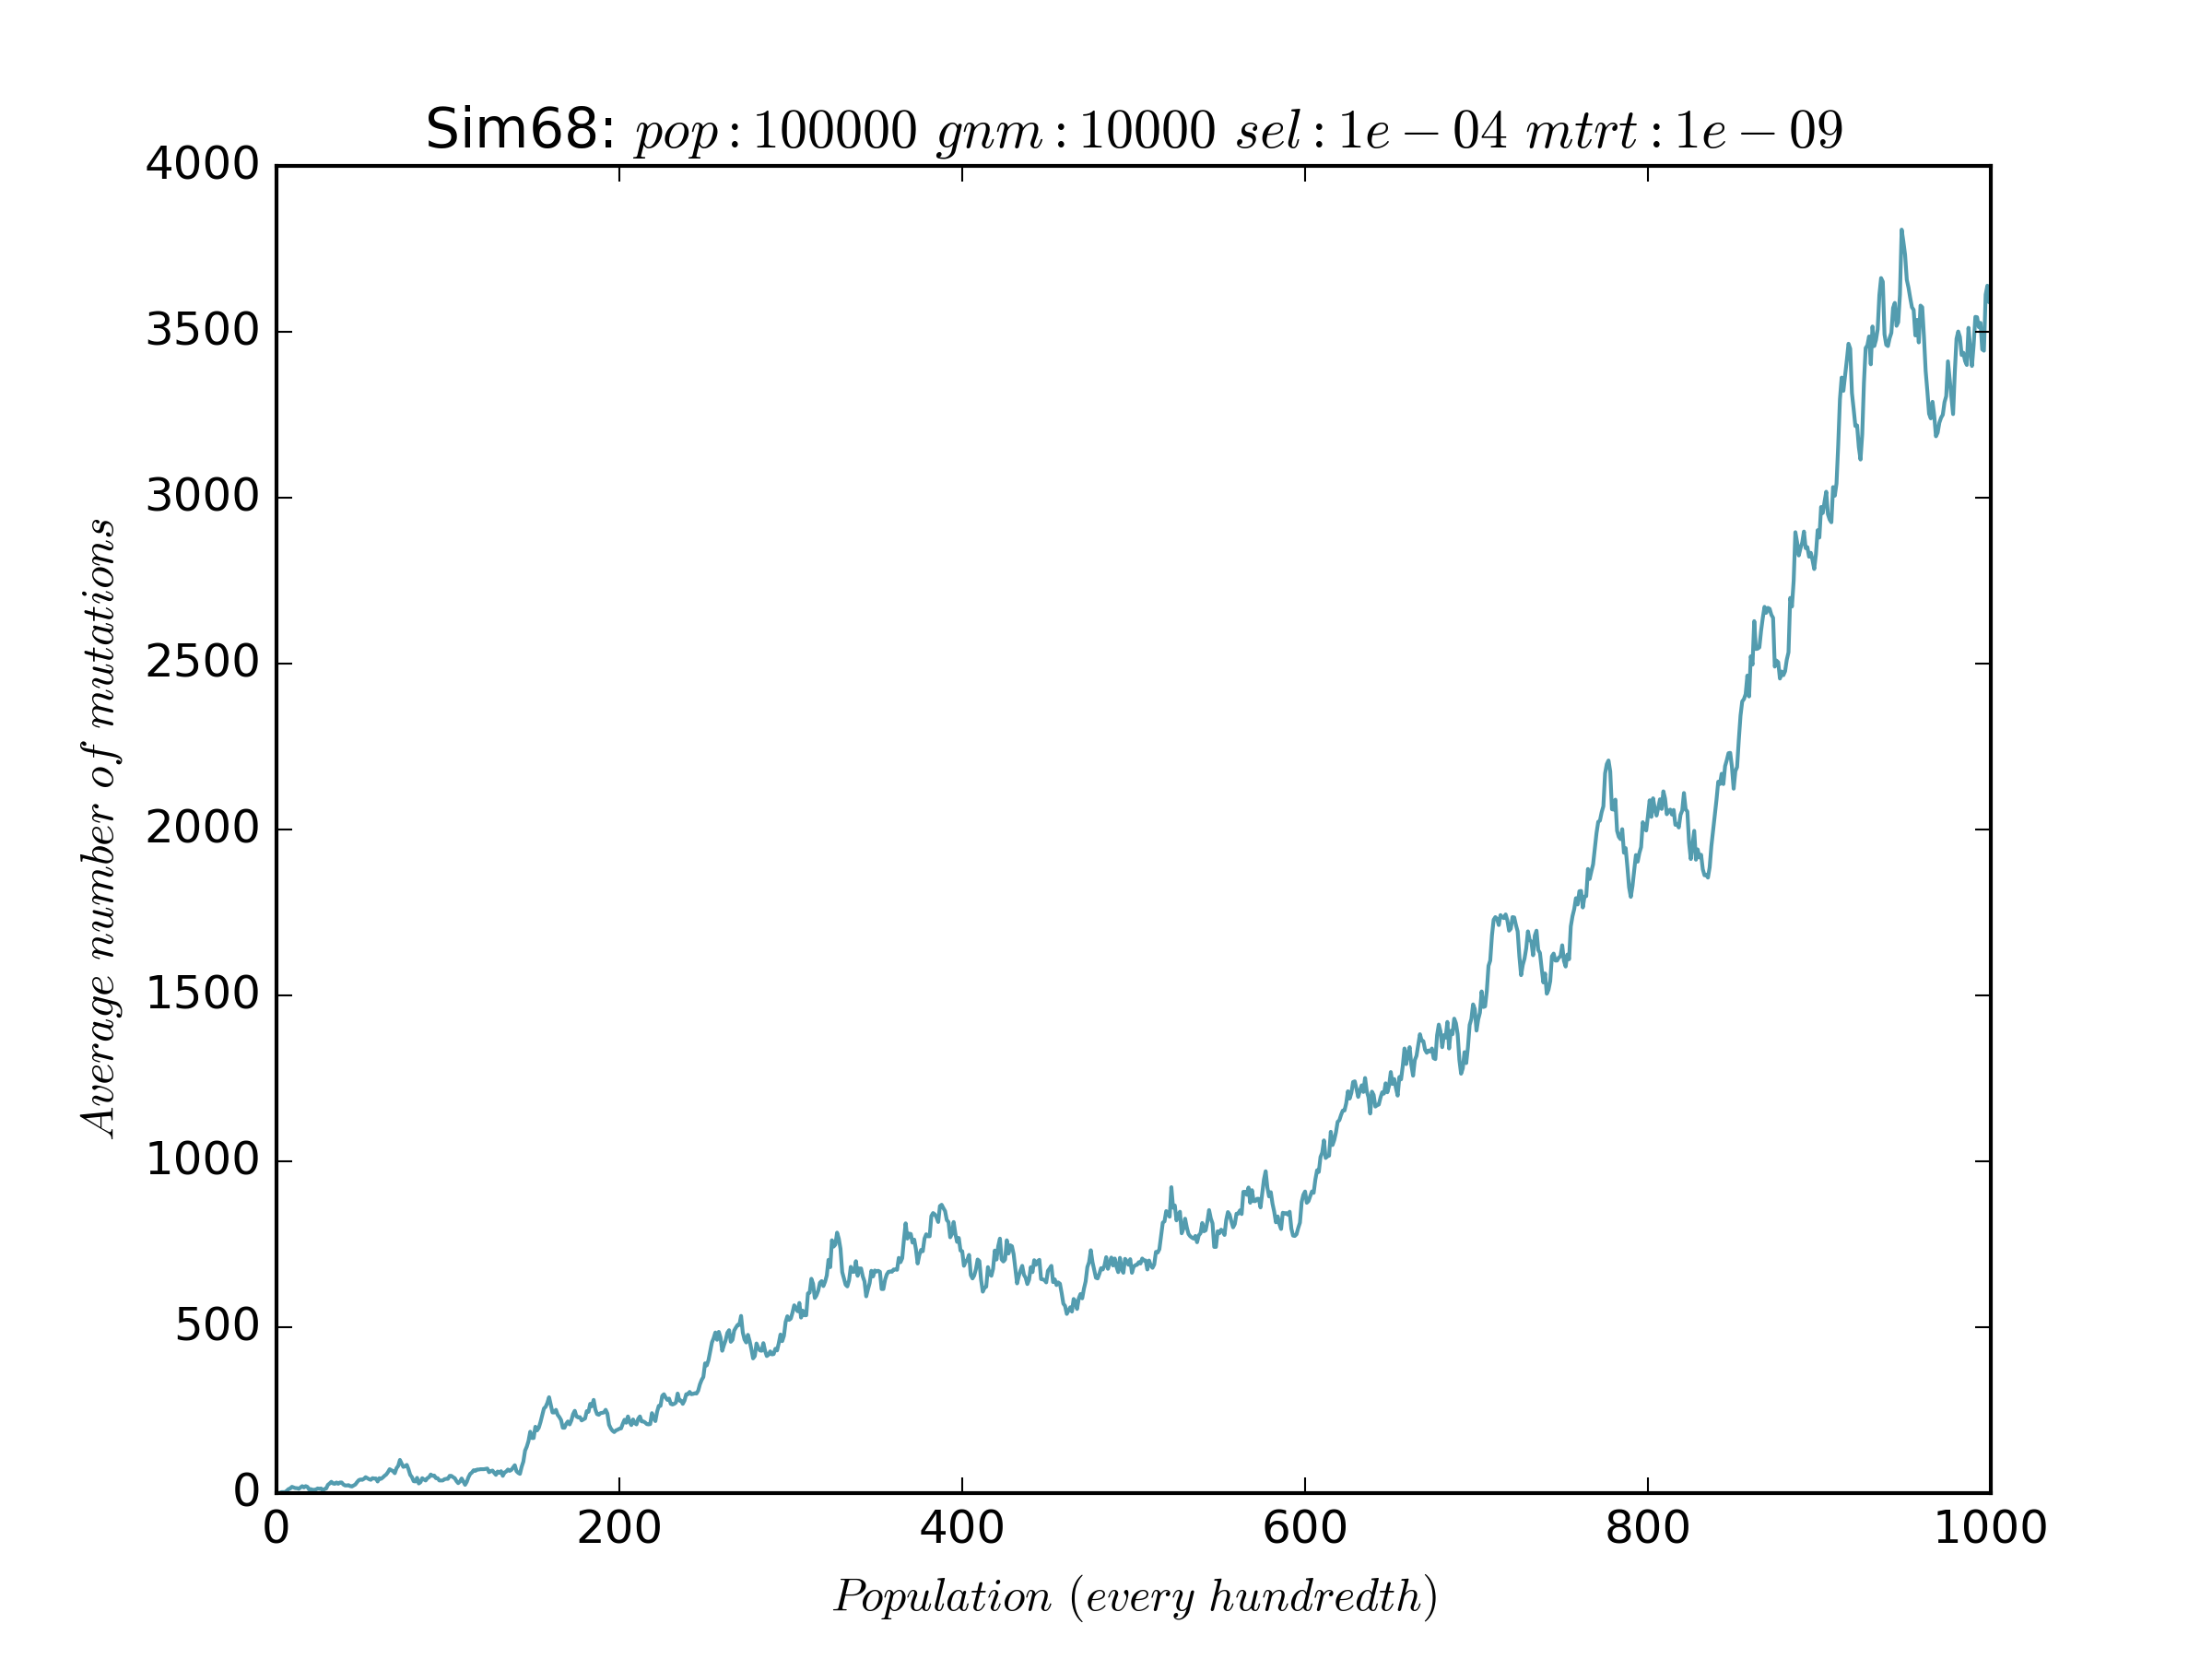 Sim68: pop : 100000 gnm : 10000 sel : 1e − 04 mtrt : 1e − 09
4000
3500
3000
2500
2000
1500
1000
500
0
Average number of mutations
0 200 400 600 800 1000
Population (every hundredth)